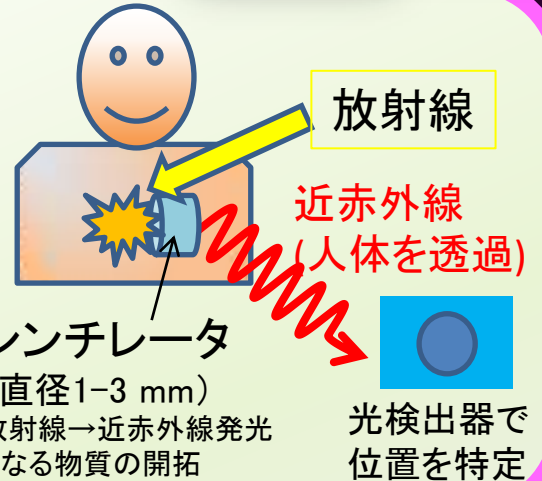 放射線
近赤外線
(人体を透過)
シンチレータ
直径1-3 mm)
放射線→近赤外線発光
なる物質の開拓
光検出器で
位置を特定